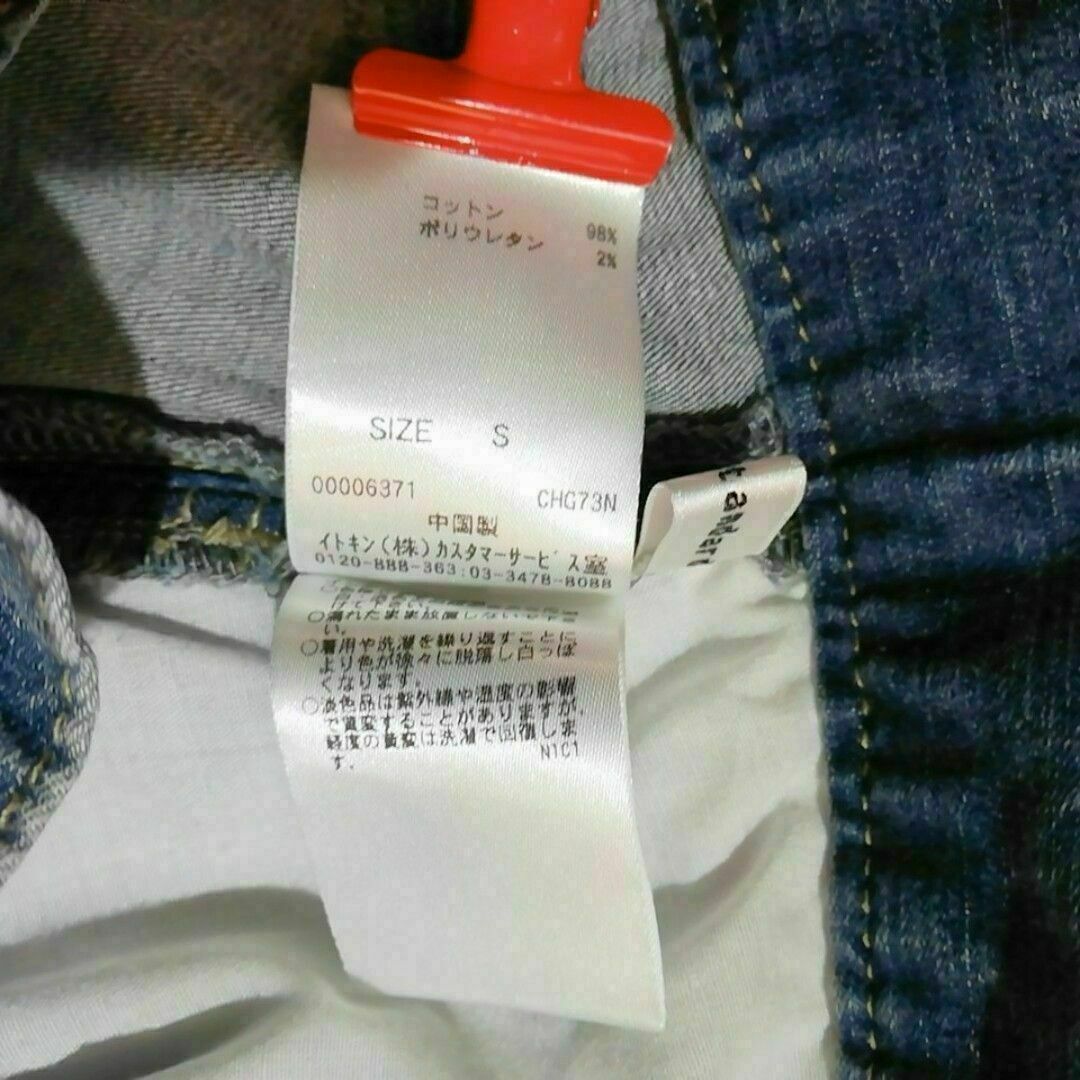 コットン 98%
ポリウレタン 2%
SIZE S
00006371 CHG73N
中国製
イトキン(株)カスタマーサービス室
0120-888-363:03-3478-8088
○濡れたまま放置しないでください。
い。
○着用や洗濯を繰り返すことに
より色が徐々に脱落し白っぽ
くなります。
○淡色品は紫外線や湿度の影響
で黄変することがありますが、
軽度の黄変は洗濯で回復しま
す。 N1C1
t andar